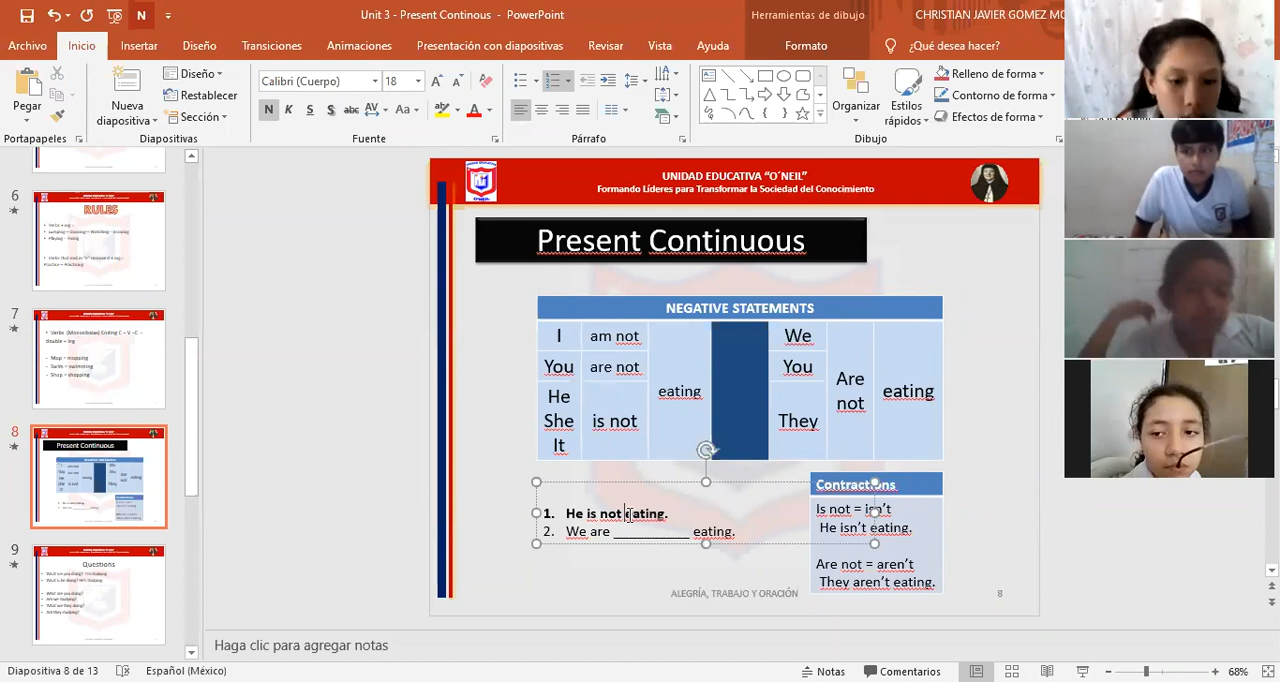 Unit 3 - Present Continous - PowerPoint
Herramientas de dibujo
CHRISTIAN JAVIER GOMEZ MO
Archivo
Inicio
Insertar
Diseño
Transiciones
Animaciones
Presentación con diapositivas
Revisar
Vista
Ayuda
Formato
¿Qué desea hacer?
Pegar
Nueva
diapositiva
Diseño
Restablecer
Sección
Calibri (Cuerpo)
18
Organizar
Estilos
rápidos
Relleno de forma
Contorno de forma
Efectos de forma
Portapapeles
Diapositivas
Fuente
Párrafo
Dibujo
6
RULES
7
8
Present Continuous
9
Questions
UNIDAD EDUCATIVA "O´NEIL"
Formando Líderes para Transformar la Sociedad del Conocimiento
Present Continuous
NEGATIVE STATEMENTS
I am not
You are not
He
She
It
is not
eating
We
You
They
Are
not
eating
1. He is not eating.
2. We are __________ eating.
Contractions
Is not = isn't
He isn't eating.
Are not = aren't
They aren't eating.
ALEGRÍA, TRABAJO Y ORACIÓN
8
Haga clic para agregar notas
Diapositiva 8 de 13
Español (México)
Notas
Comentarios
68%